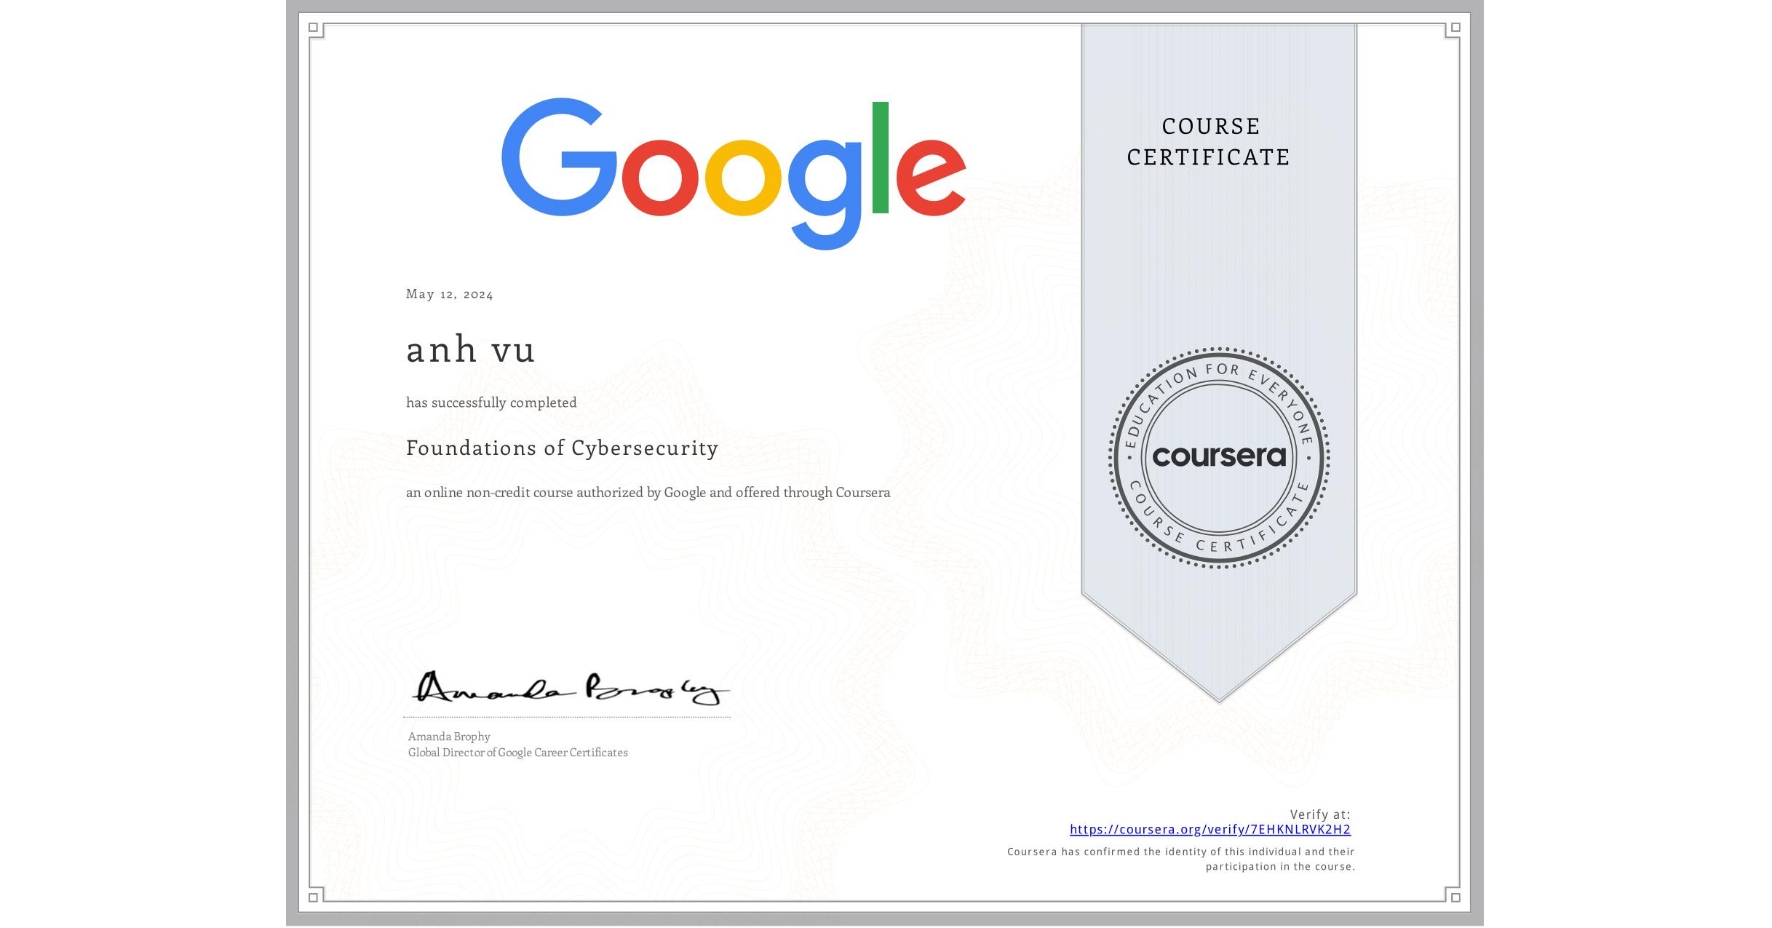 Google
COURSE
CERTIFICATE
May 12, 2024
anh vu
has successfully completed
Foundations of Cybersecurity
an online non-credit course authorized by Google and offered through Coursera
EDUCATION FOR EVERYONE
coursera
COURSE CERTIFICATE
Amanda Brophy
Amanda Brophy
Global Director of Google Career Certificates
Verify at:
https://coursera.org/verify/7EHKNLRVK2H2
Coursera has confirmed the identity of this individual and their
participation in the course.